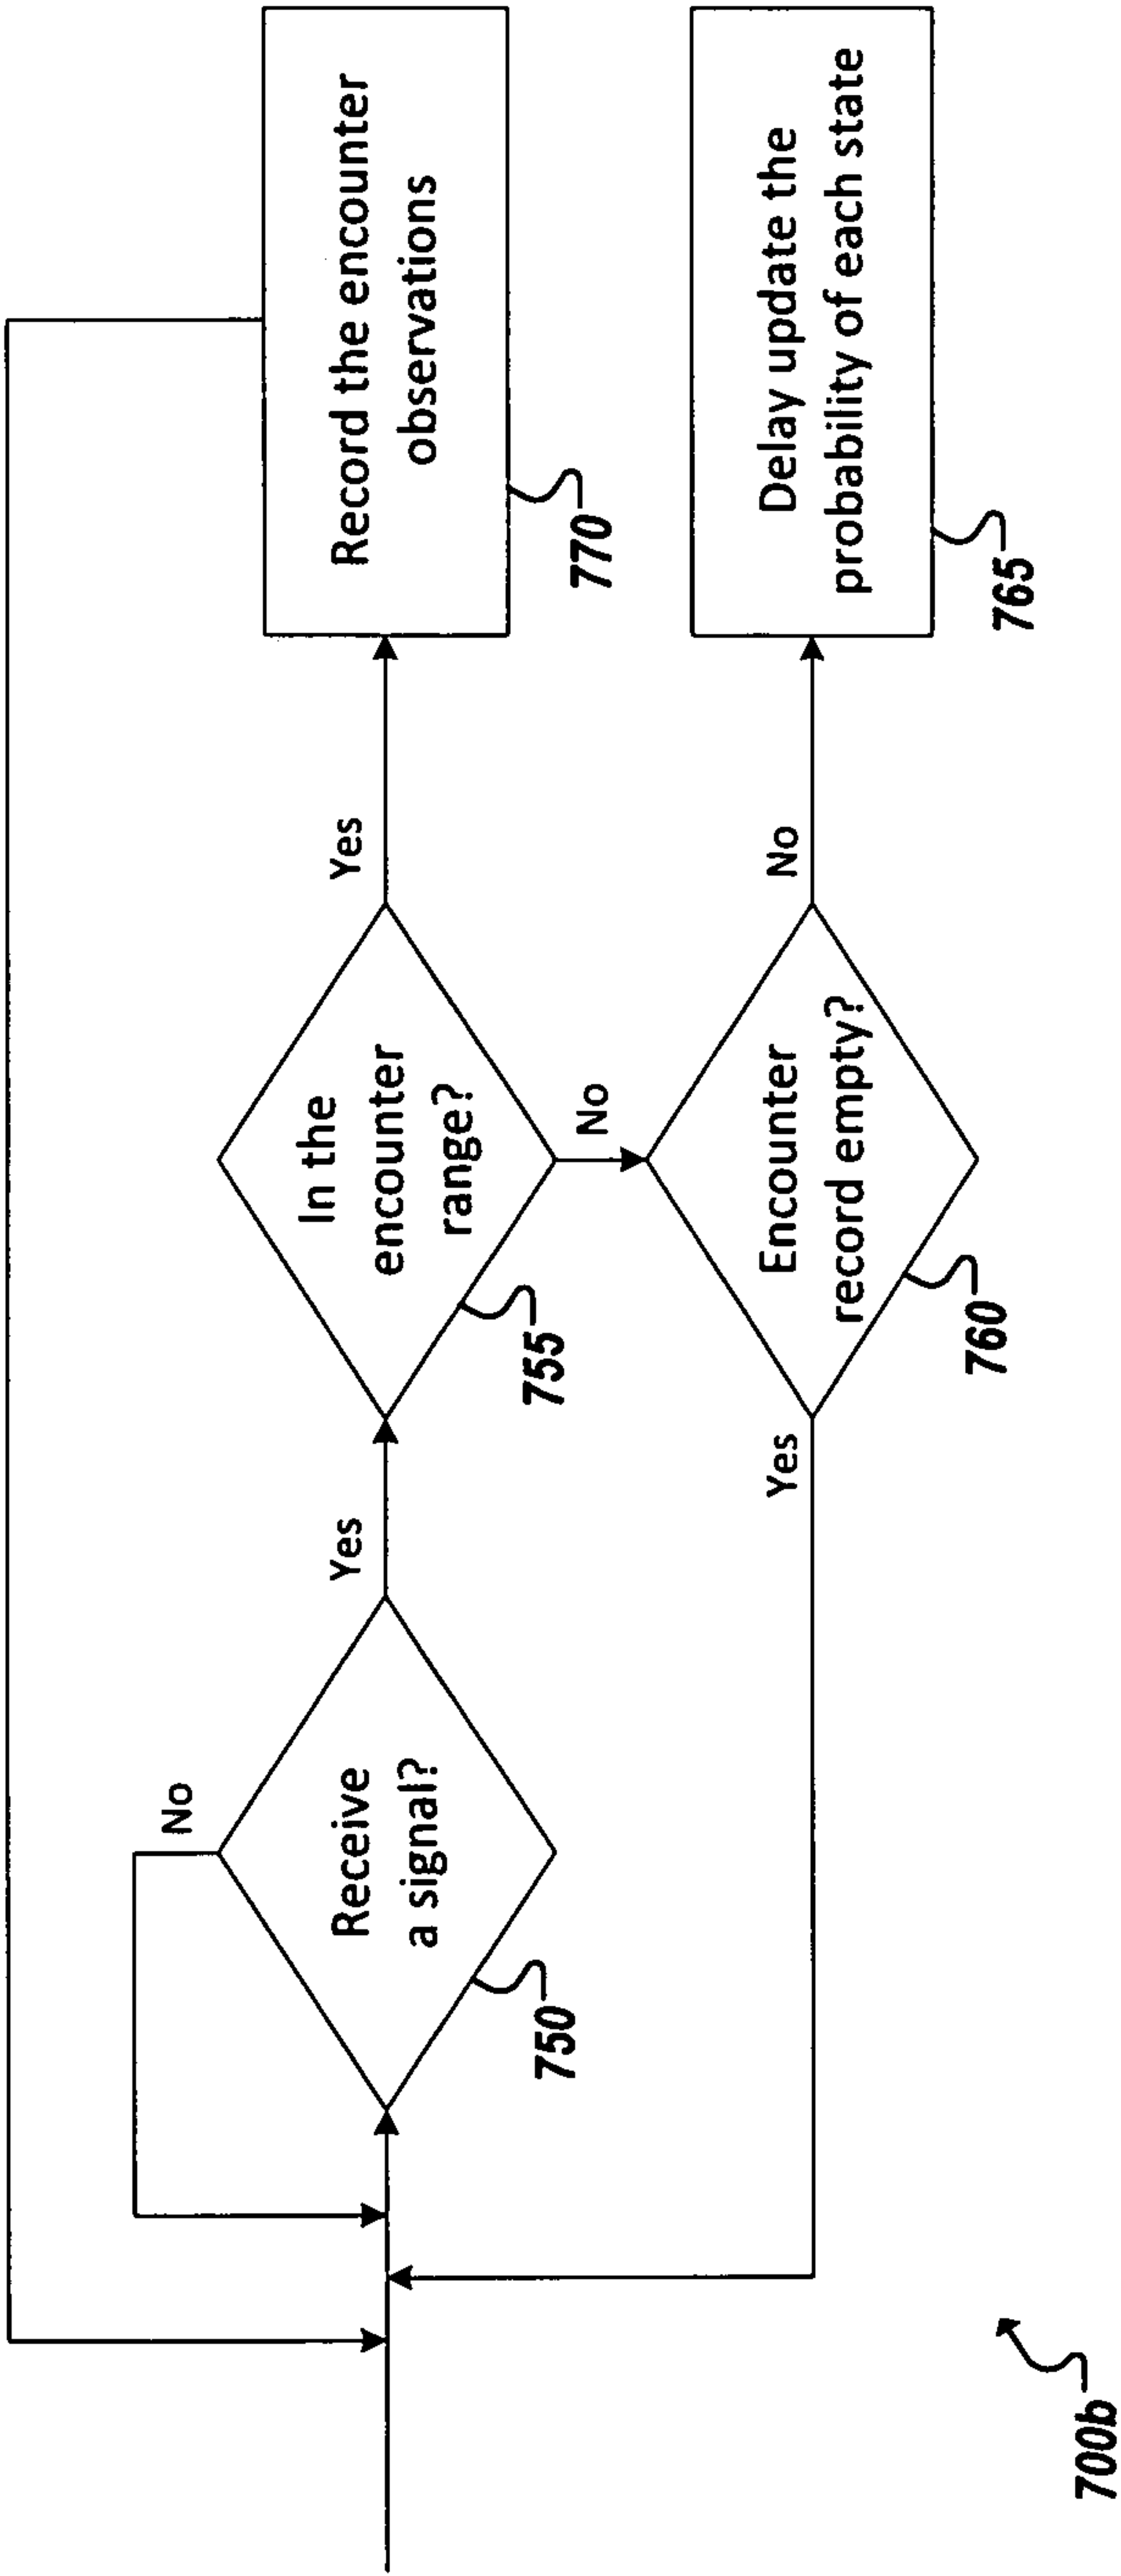 No
Receive
a signal?
750
Yes
In the
encounter
range?
755
Yes
Record the encounter
observations
770
No
Encounter
record empty?
760
Yes
No
Delay update the
probability of each state
765
700b